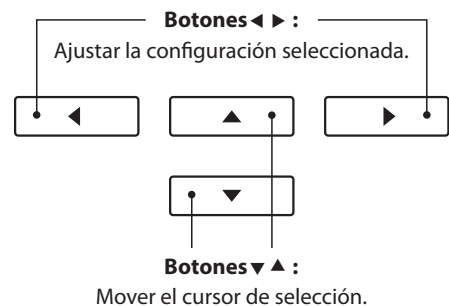 Botones ◀ ▶ :
Ajustar la configuración seleccionada.
◀ ▲ ▶
▼
Botones ▼ ▲ :
Mover el cursor de selección.